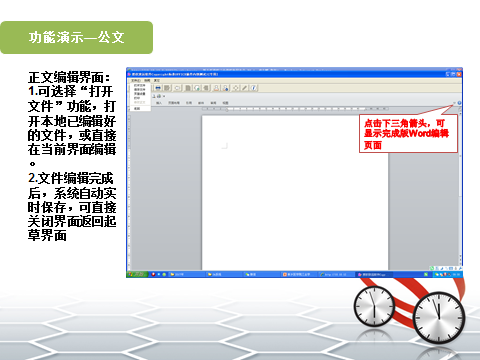 功能演示—公文
正文编辑界面：
1.可选择“打开
文件”功能，打
开本地已编辑好
的文件，或直接
在当前界面编辑
。
2.文件编辑完成
后，系统自动实
时保存，可直接
关闭界面返回起
草界面
点击下三角箭头，可
显示完成版Word编辑
页面